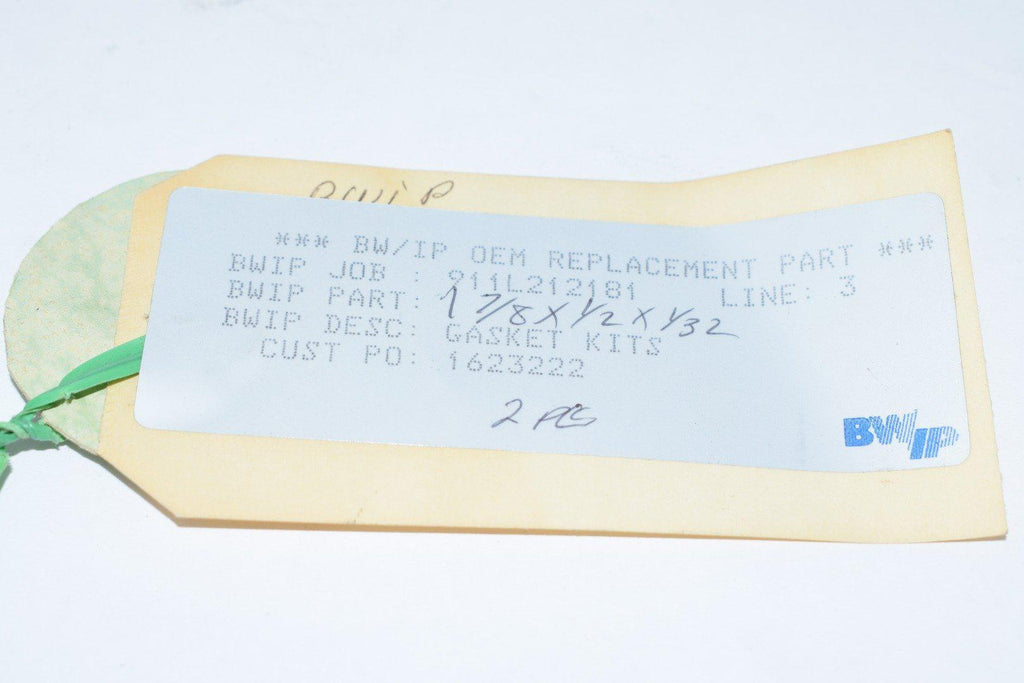 BWIP
*** BW/IP OEM REPLACEMENT PART ***
BWIP JOB : 911L212181 LINE: 3
BWIP PART: 1 7/8 X 1/2 X 1/32
BWIP DESC: GASKET KITS
CUST PO: 1623222
2 PCS
BWIP